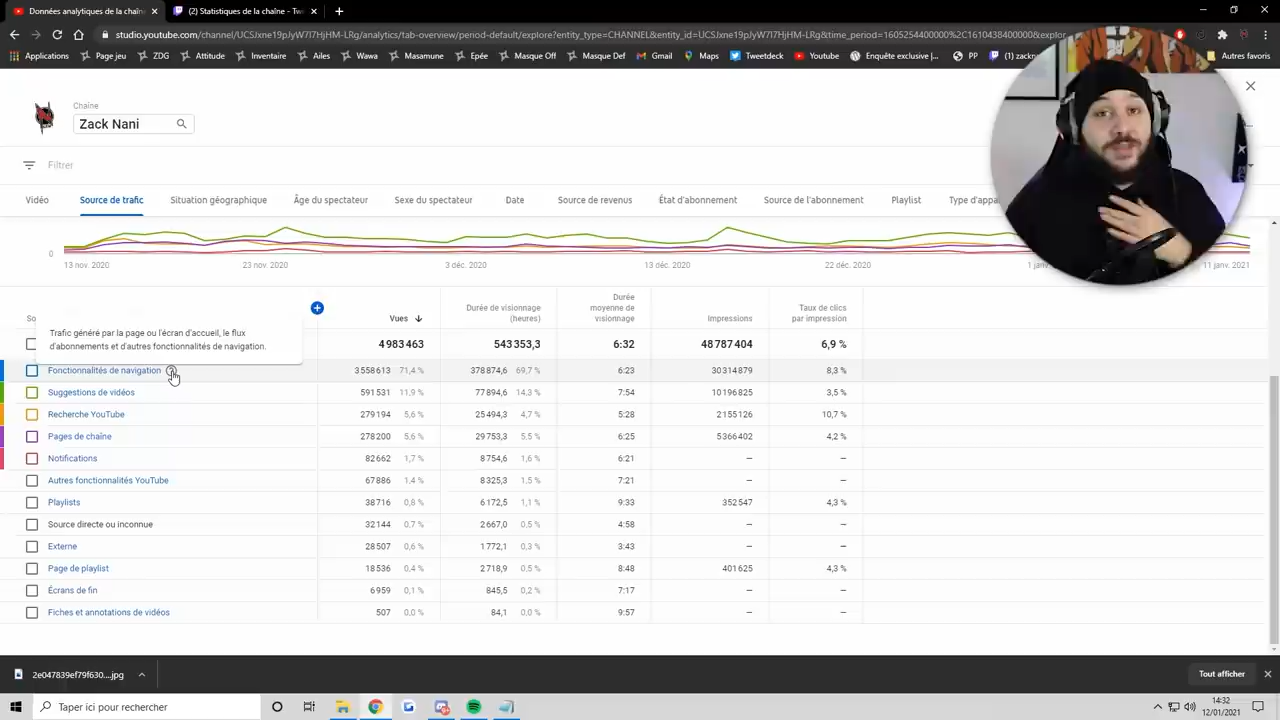 Données analytiques de la chaîne
(2) Statistiques de la chaîne - Twi
studio.youtube.com/channel/UCSJxne19pJyW7I7HjHM-LRg/analytics/tab-overview/period-default/explore?entity_type=CHANNEL&entity_id=UCSJxne19pJyW7I7HjHM-LRg&time_period=1605254400000%2C1610438400000&explor
Applications Page jeu ZDG Attitude Inventaire Ailes Wawa Masamune Epée Masque Off Masque Def Gmail Maps Tweetdeck Youtube Enquête exclusive |... PP (1) zackn Autres favoris
Chaîne
Zack Nani
Filtrer
Vidéo Source de trafic Situation géographique Âge du spectateur Sexe du spectateur Date Source de revenus État d'abonnement Source de l'abonnement Playlist Type d'appa
0
13 nov. 2020 23 nov. 2020 3 déc. 2020 13 déc. 2020 22 déc. 2020 1 janv. 11 janv. 2021
So Vues Durée de visionnage (heures) Durée moyenne de visionnage Impressions Taux de clics par impression
Trafic généré par la page ou l'écran d'accueil, le flux
d'abonnements et d'autres fonctionnalités de navigation.
4 983 463 543 353,3 6:32 48 787 404 6,9 %
Fonctionnalités de navigation 3 558 613 71,4 % 378 874,6 69,7 % 6:23 30 314 879 8,3 %
Suggestions de vidéos 591 531 11,9 % 77 894,6 14,3 % 7:54 10 196 825 3,5 %
Recherche YouTube 279 194 5,6 % 25 494,3 4,7 % 5:28 2 155 126 10,7 %
Pages de chaîne 278 200 5,6 % 29 753,3 5,5 % 6:25 5 366 402 4,2 %
Notifications 82 662 1,7 % 8 754,6 1,6 % 6:21 — —
Autres fonctionnalités YouTube 67 886 1,4 % 8 325,3 1,5 % 7:21 — —
Playlists 38 716 0,8 % 6 172,5 1,1 % 9:33 352 547 4,3 %
Source directe ou inconnue 32 144 0,7 % 2 667,0 0,5 % 4:58 — —
Externe 28 507 0,6 % 1 772,1 0,3 % 3:43 — —
Page de playlist 18 536 0,4 % 2 718,9 0,5 % 8:48 401 625 4,3 %
Écrans de fin 6 959 0,1 % 845,5 0,2 % 7:17 — —
Fiches et annotations de vidéos 507 0,0 % 84,1 0,0 % 9:57 — —
2e047839ef79f630....jpg
Tout afficher
Taper ici pour rechercher
14:32
12/01/2021